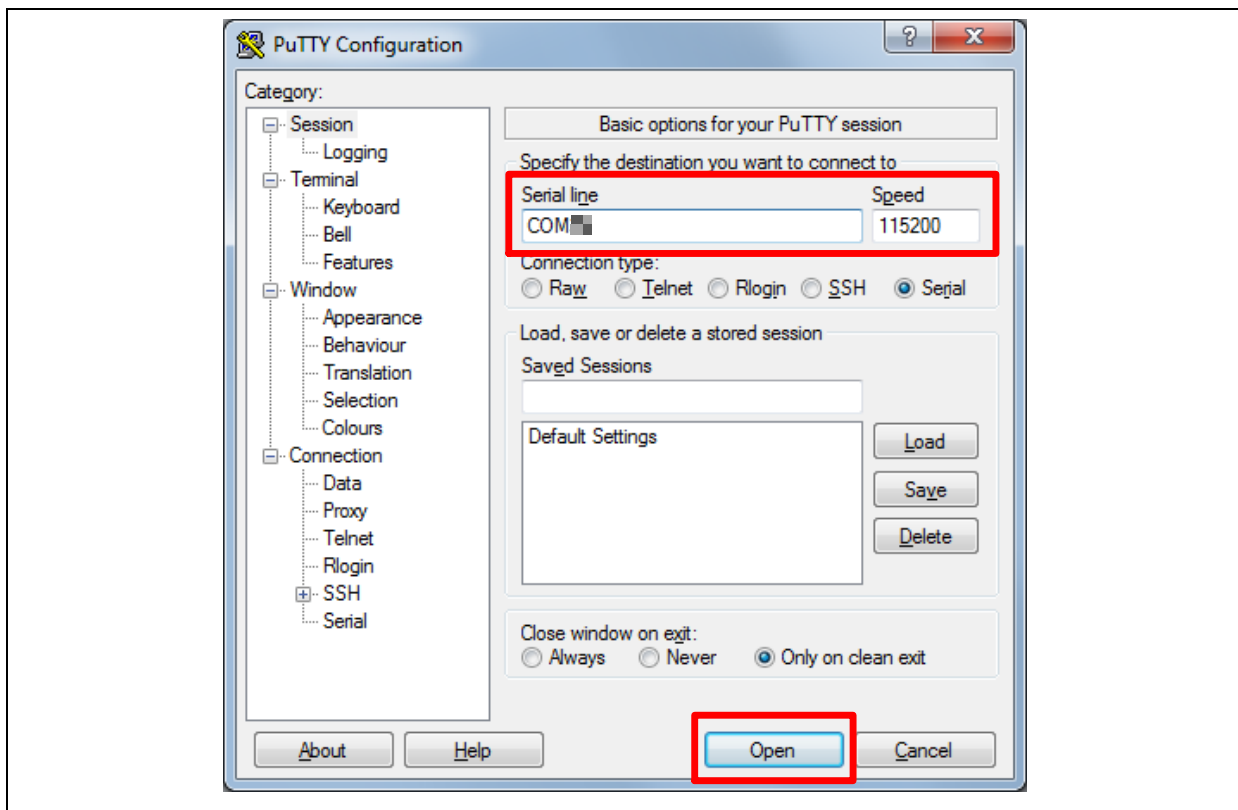 PuTTY Configuration
Category:
Session
Logging
Terminal
Keyboard
Bell
Features
Window
Appearance
Behaviour
Translation
Selection
Colours
Connection
Data
Proxy
Telnet
Rlogin
SSH
Serial
Basic options for your PuTTY session
Specify the destination you want to connect to
Serial line Speed
COM 115200
Connection type:
Raw Telnet Rlogin SSH Serial
Load, save or delete a stored session
Saved Sessions
Default Settings
Load
Save
Delete
Close window on exit:
Always Never Only on clean exit
About Help Open Cancel